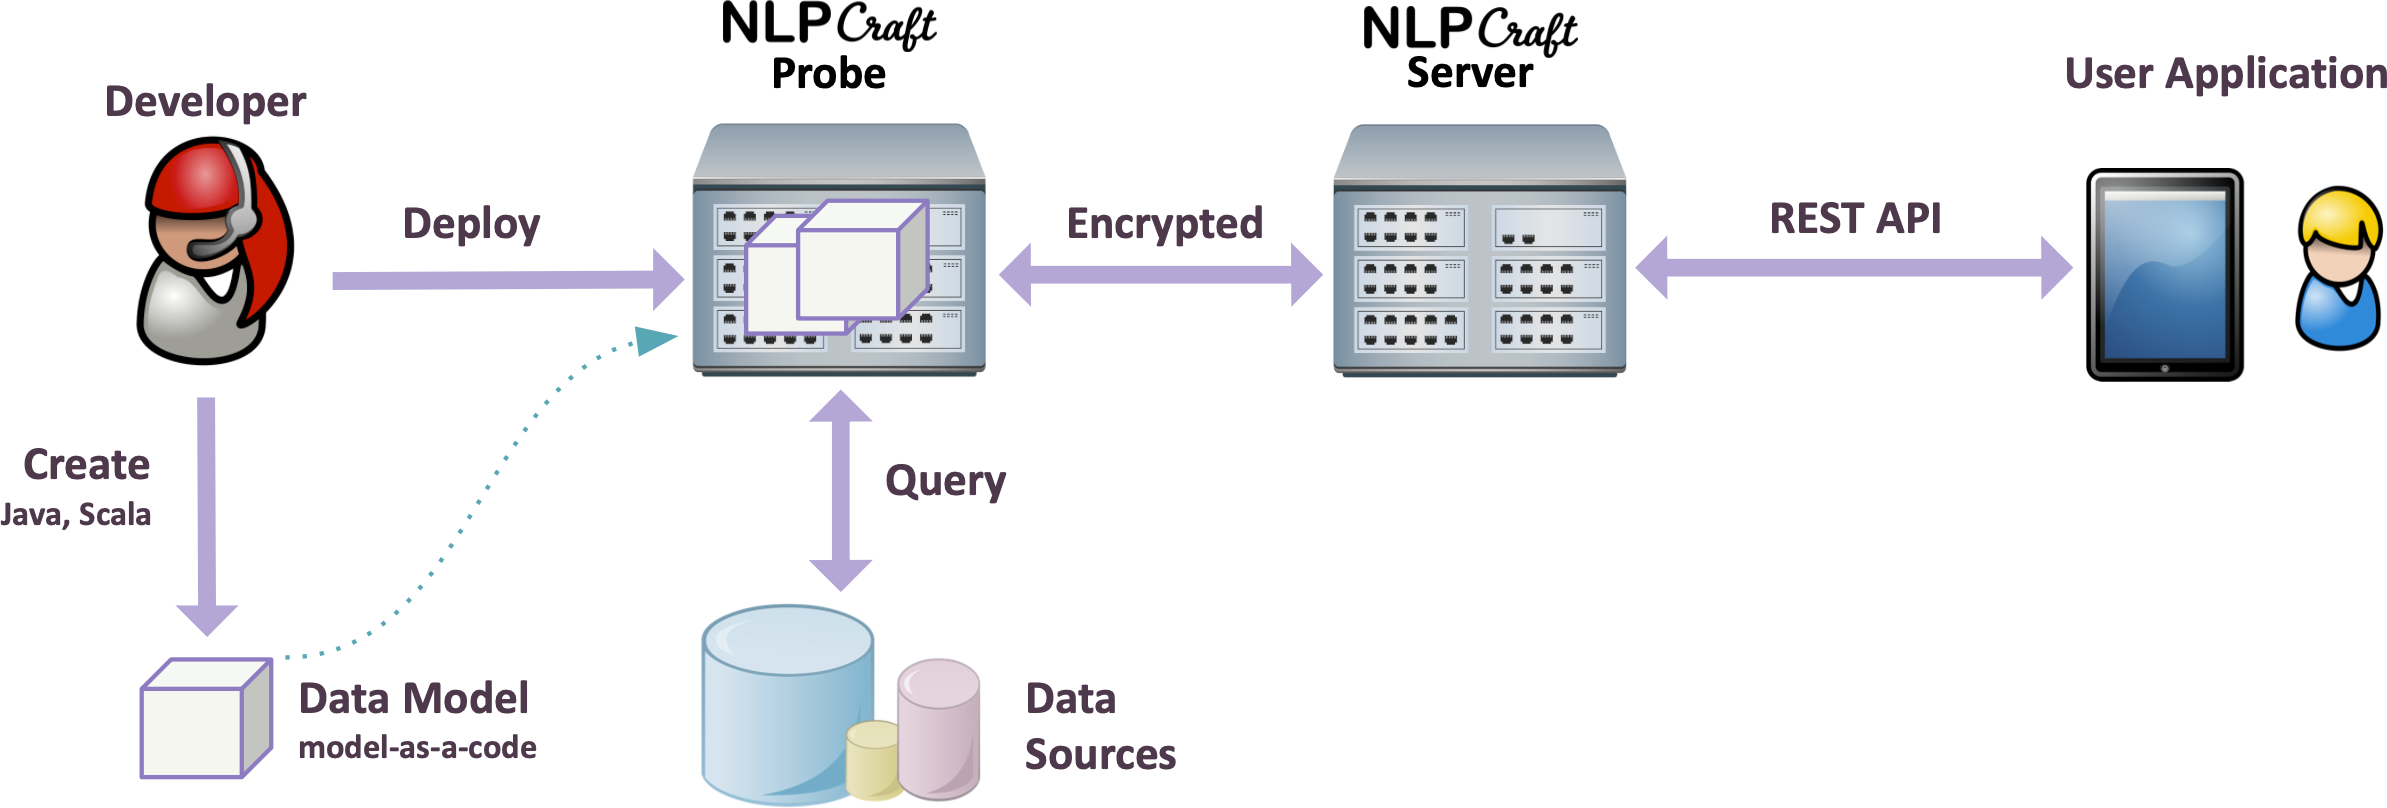 NLPCraft
Probe
NLPCraft
Server
User Application
Developer
Deploy
Encrypted
REST API
Create
Java, Scala
Query
Data Model
model-as-a-code
Data
Sources